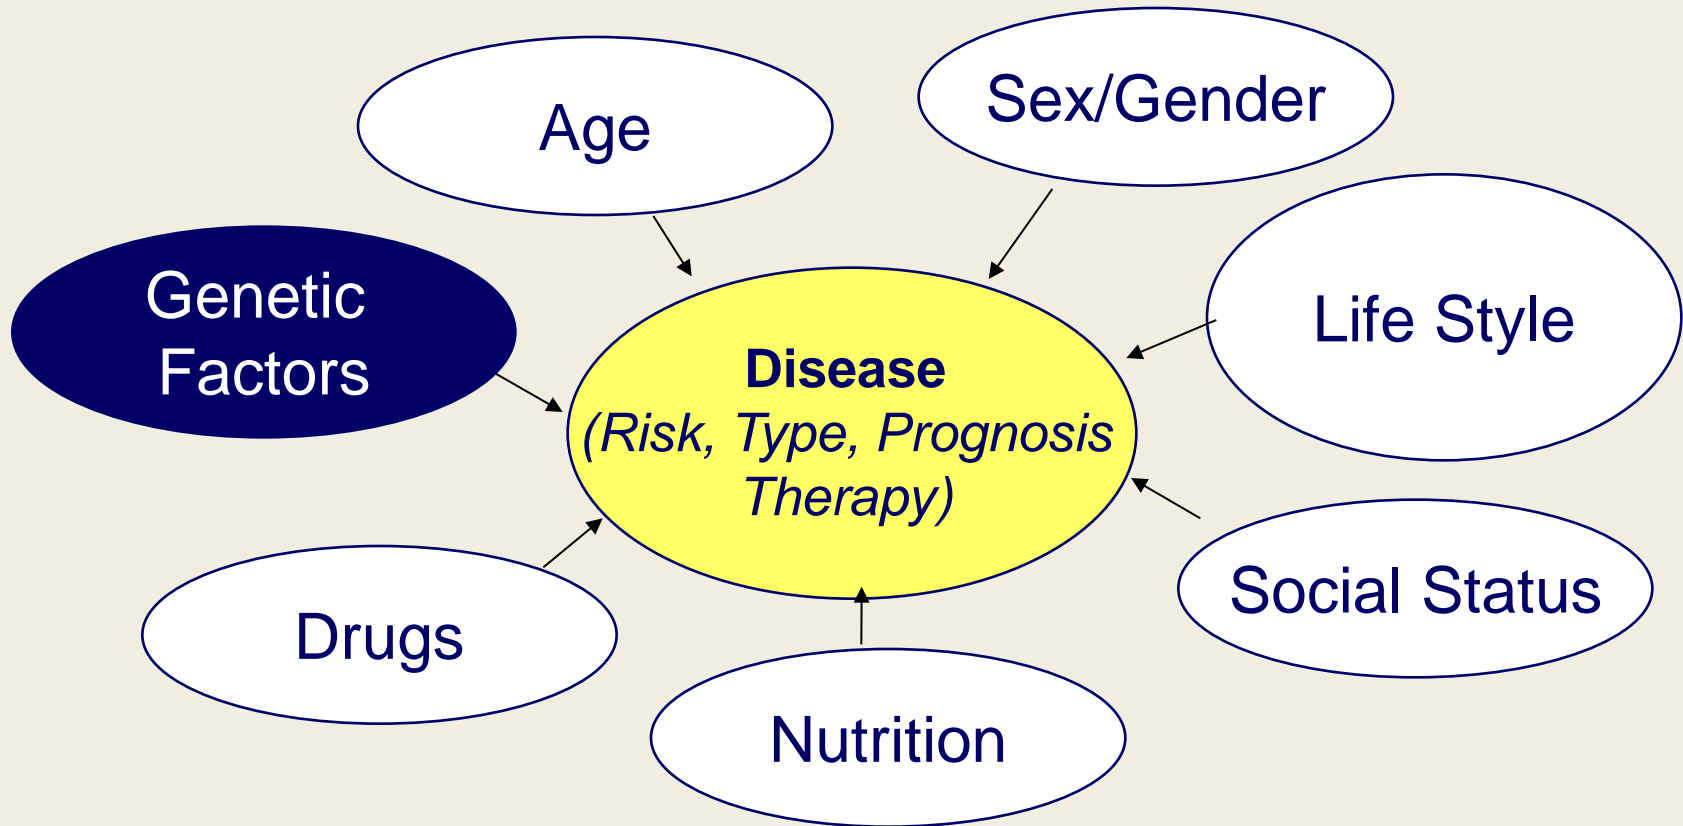 Age
Sex/Gender
Genetic
Factors
Life Style
Disease
(Risk, Type, Prognosis
Therapy)
Social Status
Drugs
Nutrition